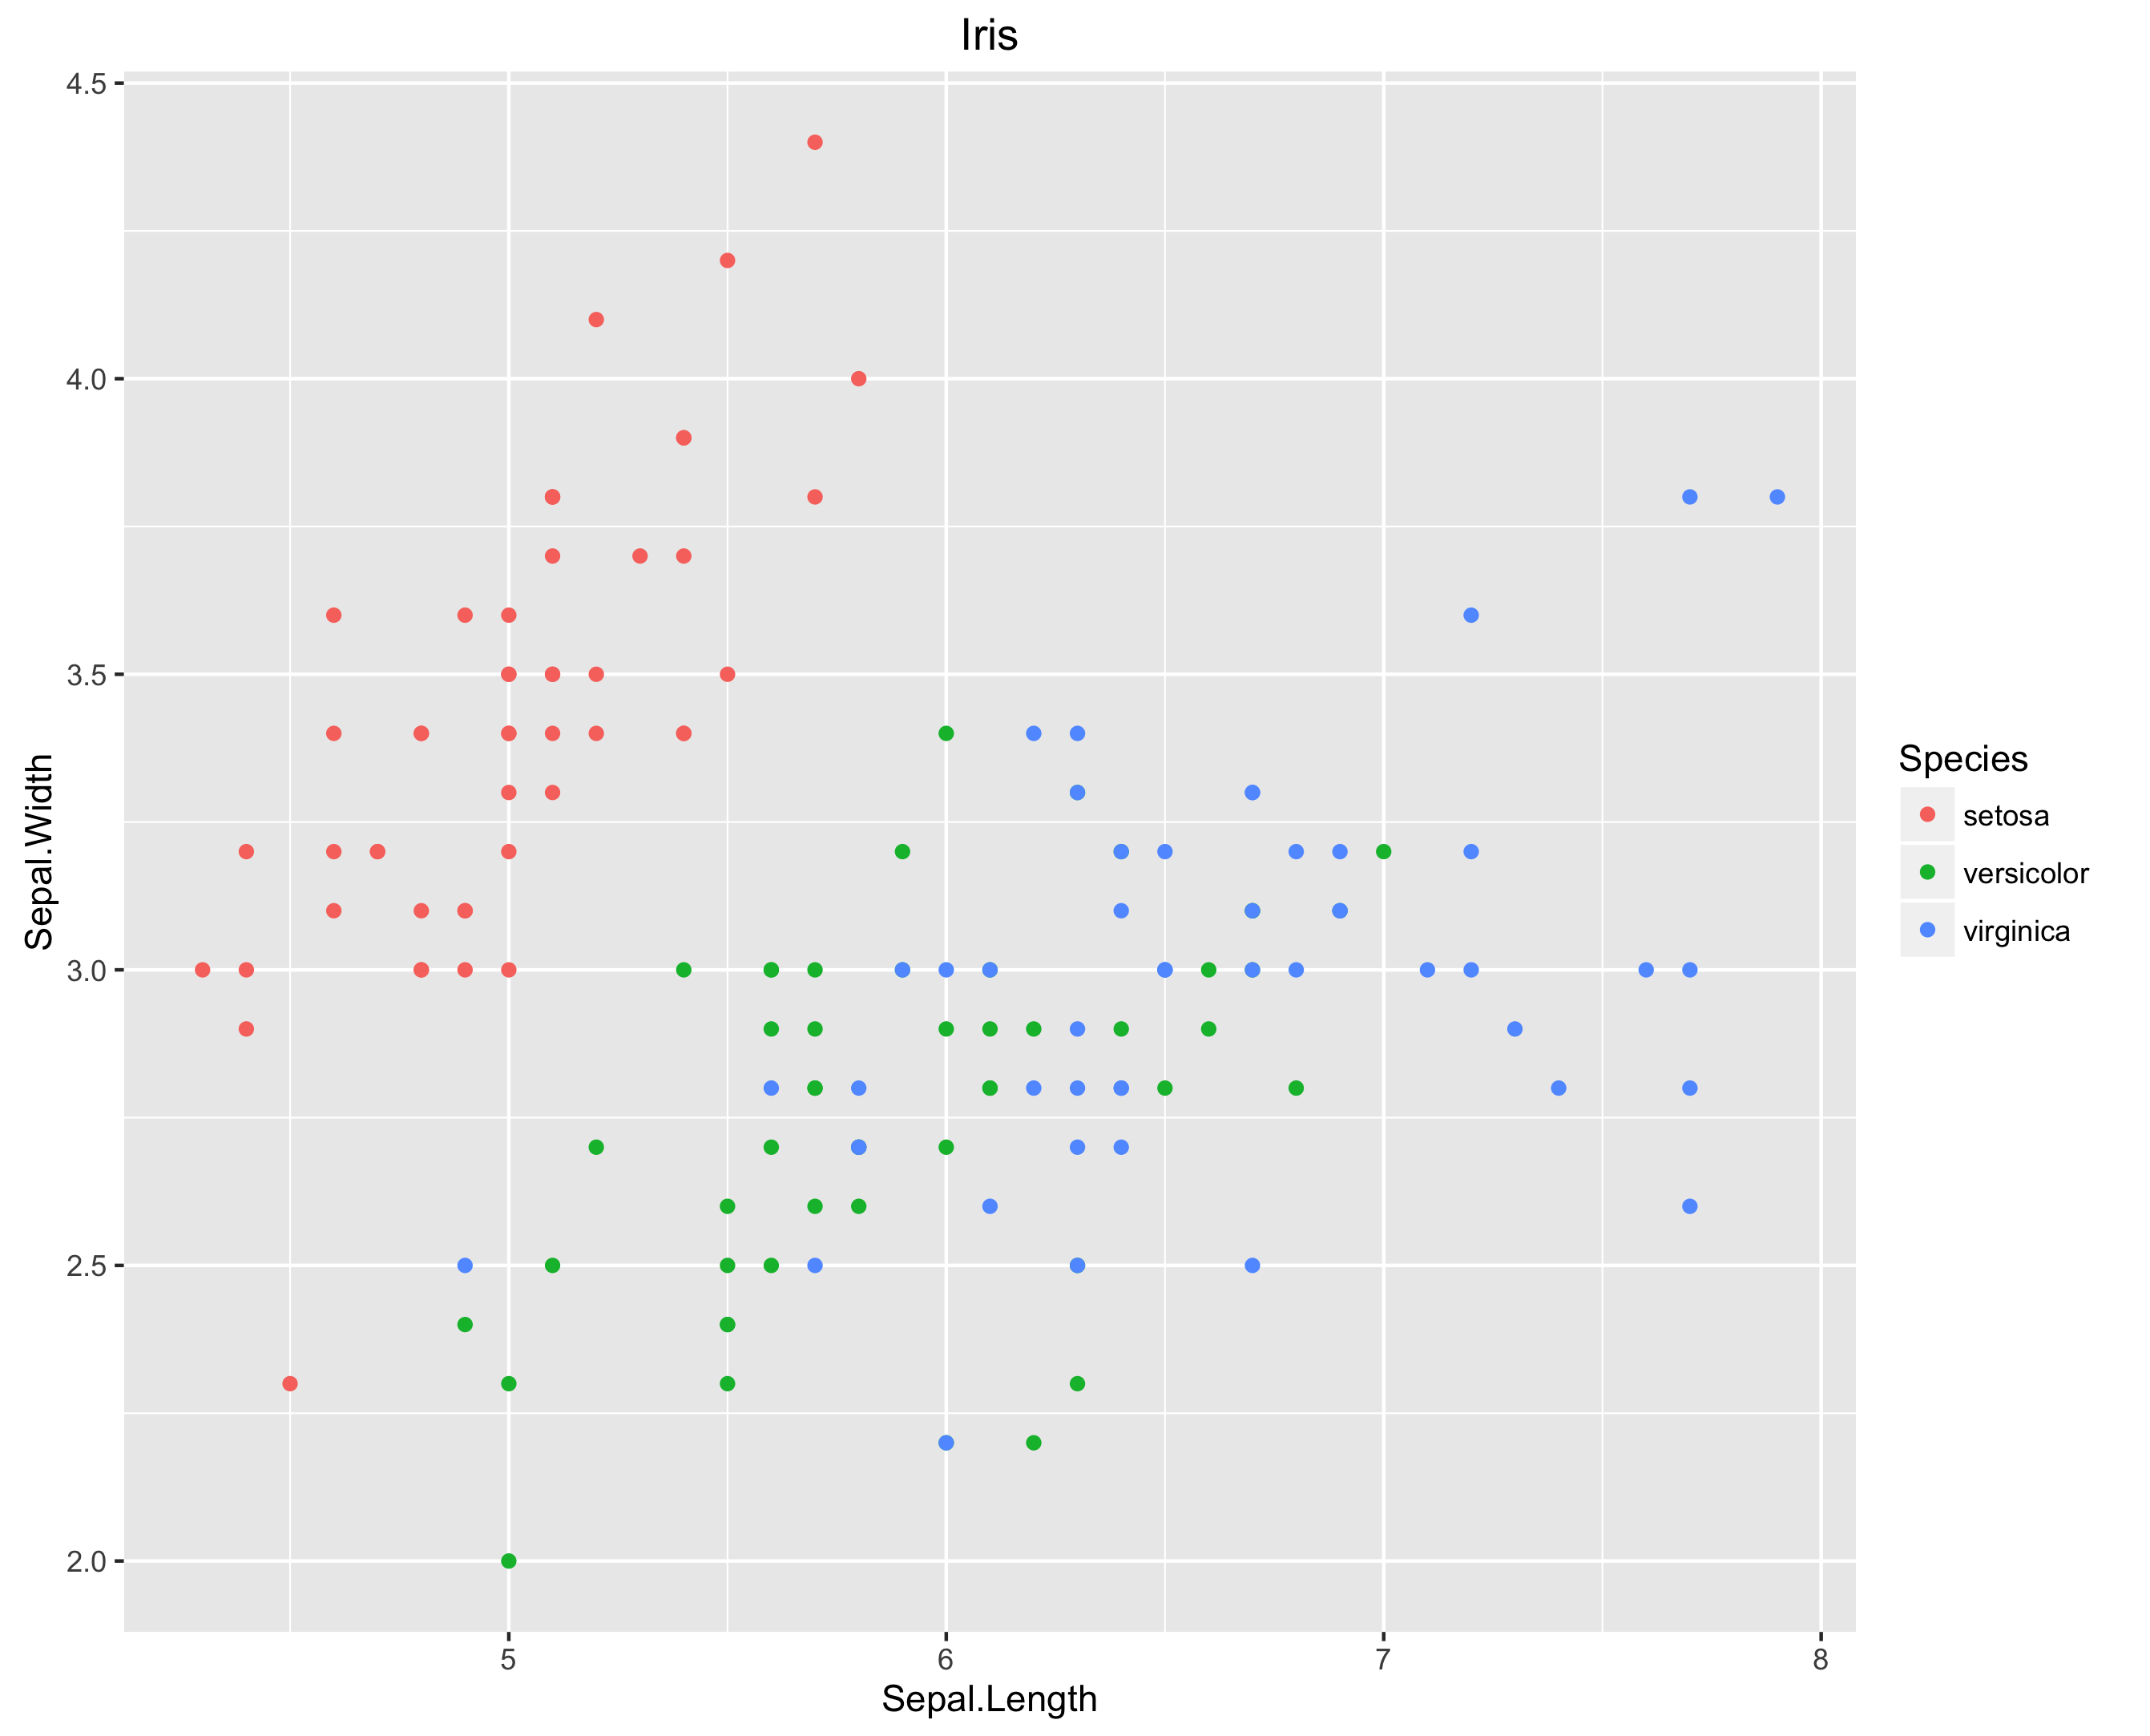 Iris
4.5
4.0
3.5
3.0
2.5
2.0
Sepal.Width
5 6 7 8
Sepal.Length
Species
setosa
versicolor
virginica